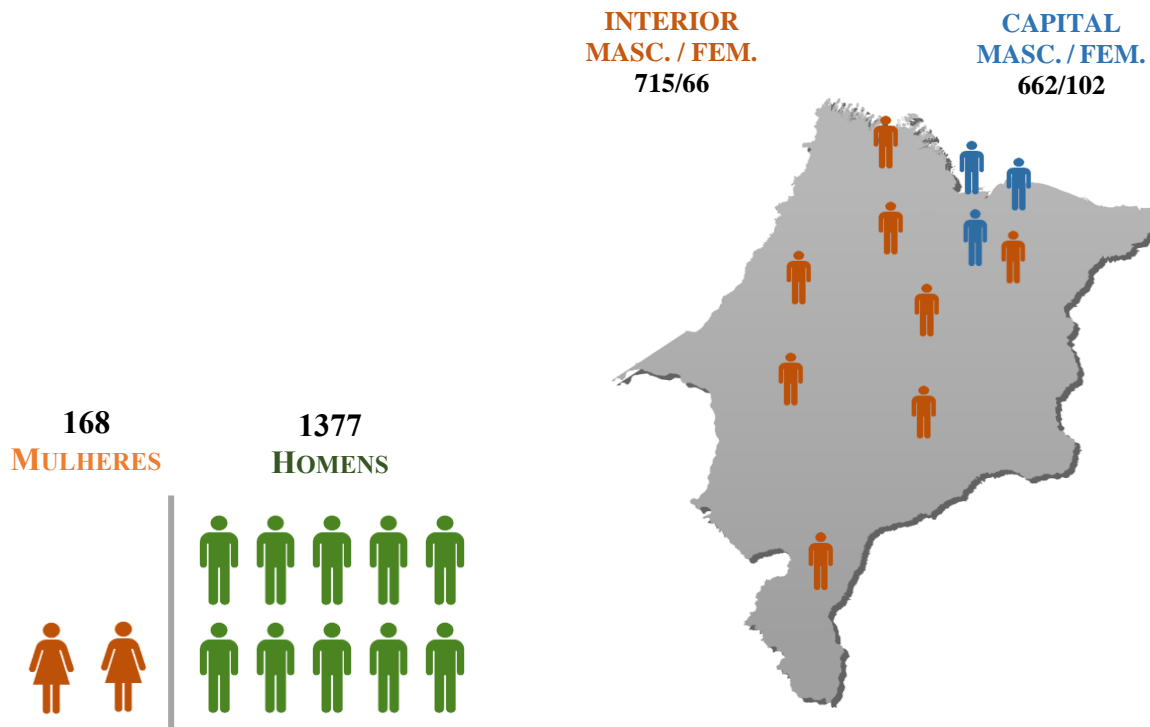 INTERIOR
MASC. / FEM.
715/66
CAPITAL
MASC. / FEM.
662/102
168
MULHERES
1377
HOMENS